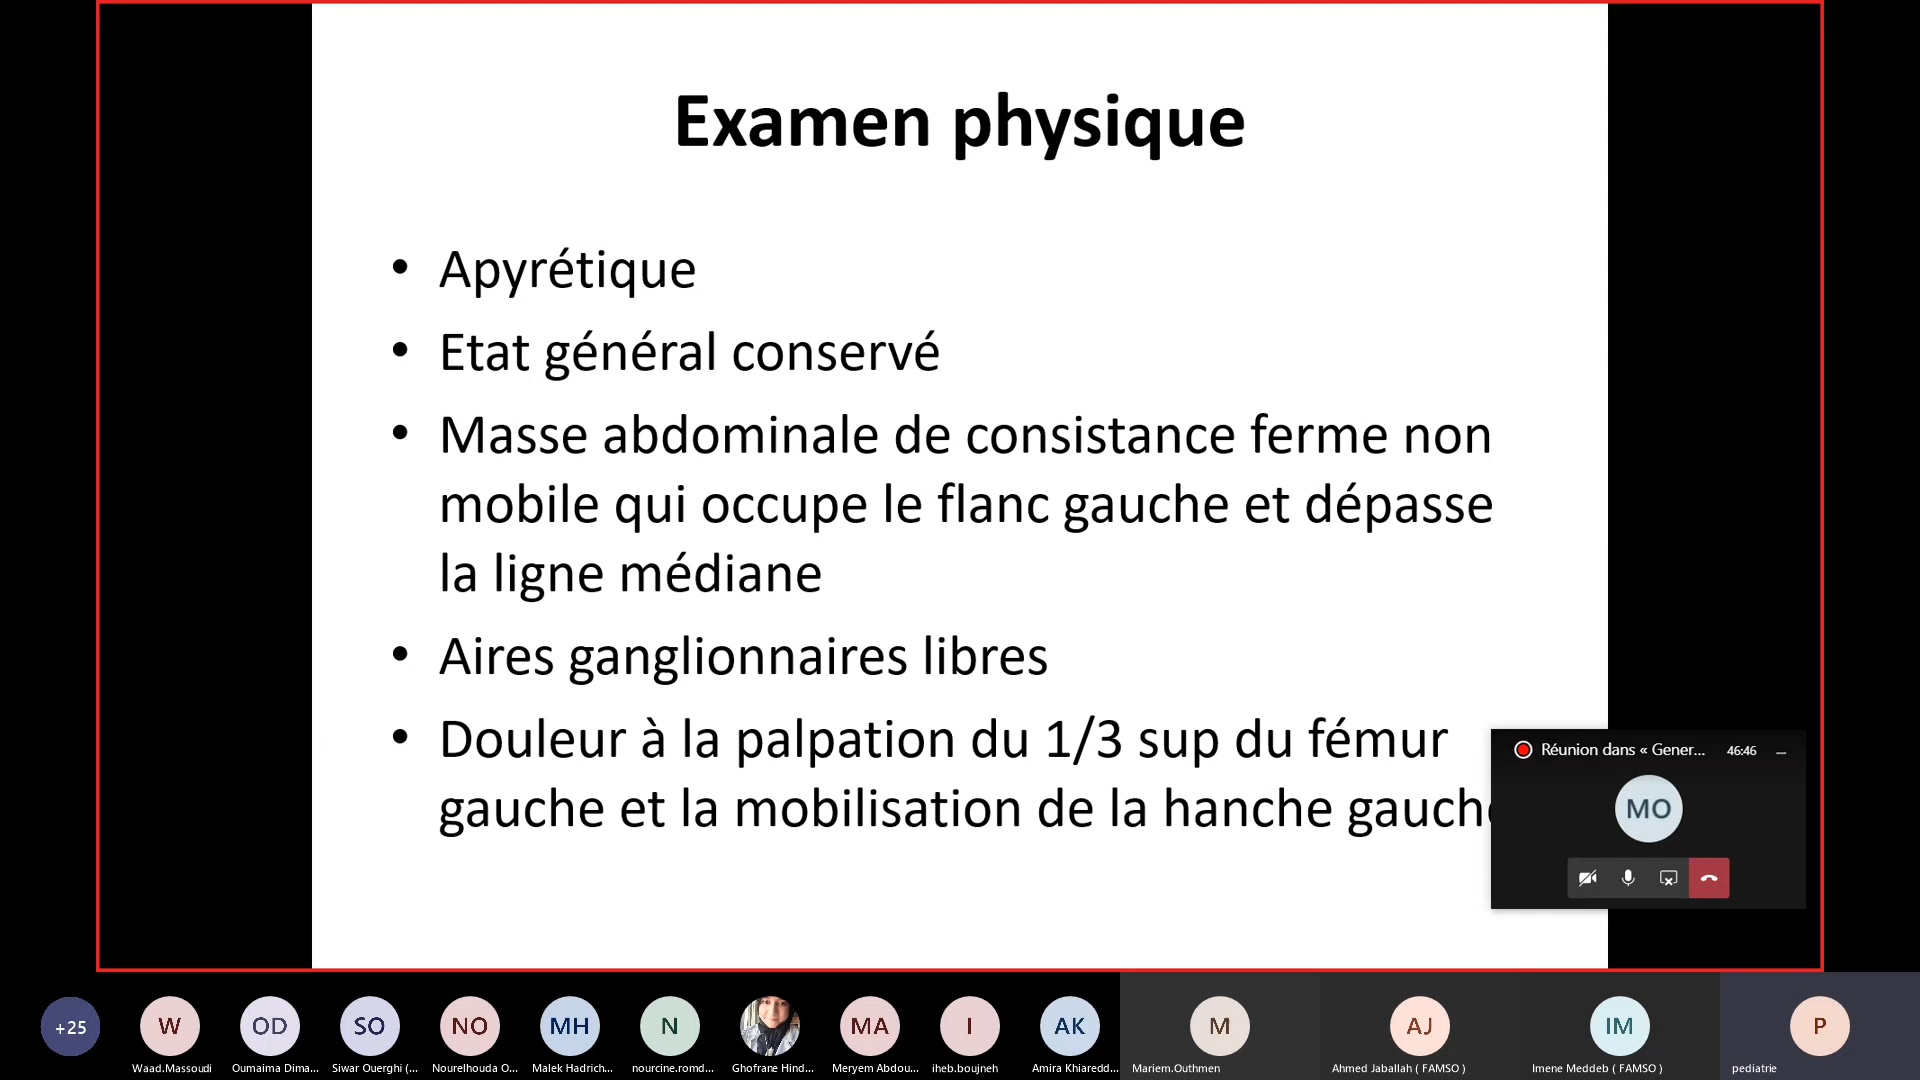 Examen physique
• Apyrétique
• Etat général conservé
• Masse abdominale de consistance ferme non
mobile qui occupe le flanc gauche et dépasse
la ligne médiane
• Aires ganglionnaires libres
• Douleur à la palpation du 1/3 sup du fémur
gauche et la mobilisation de la hanche gauche
Réunion dans « Gener... 46:46
MO
+25 W OD SO NO MH N MA I AK M AJ IM P
Waad.Massoudi Oumaima Dima... Siwar Ouerghi (... Nourelhouda O... Malek Hadrich... nourcine.romd... Ghofrane Hind... Meryem Abdou... iheb.boujneh Amira Khiaredd... Mariem.Outhmen Ahmed Jaballah ( FAMSO ) Imene Meddeb ( FAMSO ) pediatrie